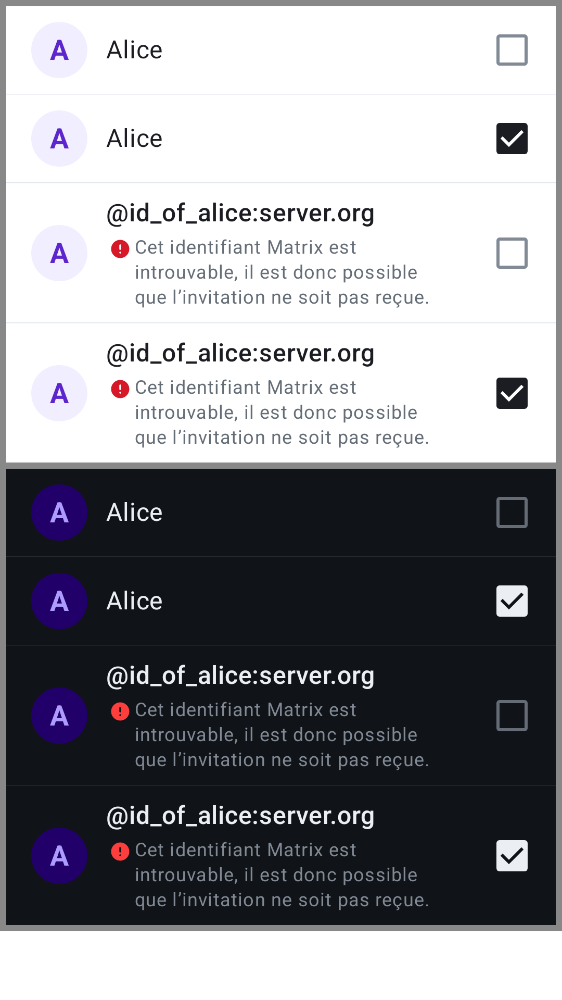 A Alice
A Alice
@id_of_alice:server.org
A Cet identifiant Matrix est
introuvable, il est donc possible
que l’invitation ne soit pas reçue.
@id_of_alice:server.org
A Cet identifiant Matrix est
introuvable, il est donc possible
que l’invitation ne soit pas reçue.
A Alice
A Alice
@id_of_alice:server.org
A Cet identifiant Matrix est
introuvable, il est donc possible
que l’invitation ne soit pas reçue.
@id_of_alice:server.org
A Cet identifiant Matrix est
introuvable, il est donc possible
que l’invitation ne soit pas reçue.